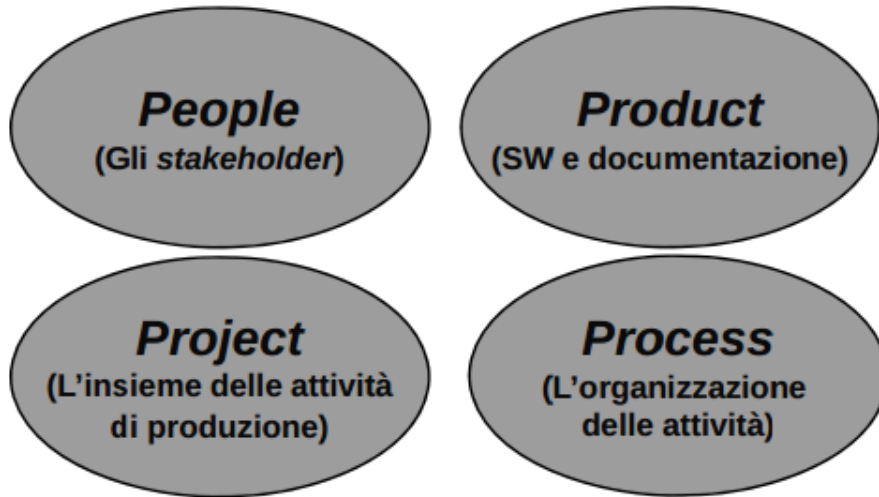 People
(Gli stakeholder)
Product
(SW e documentazione)
Project
(L'insieme delle attività
di produzione)
Process
(L'organizzazione
delle attività)